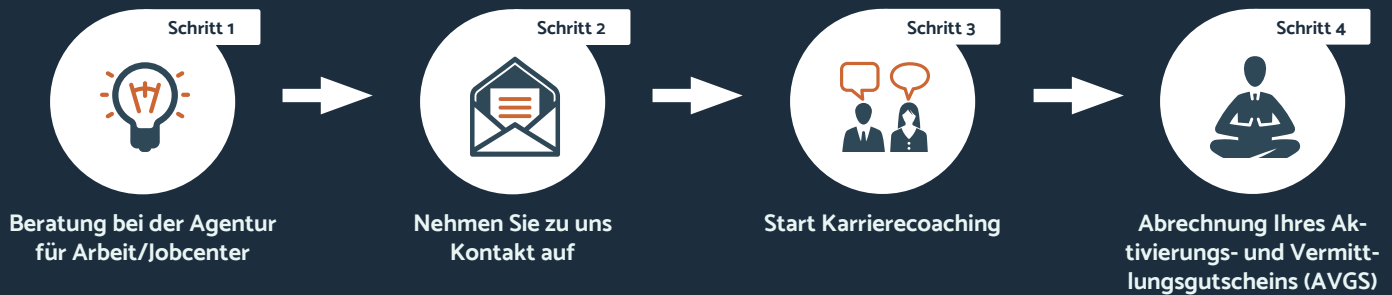 Schritt 1
Schritt 2
Schritt 3
Schritt 4
Beratung bei der Agentur
für Arbeit/Jobcenter
Nehmen Sie zu uns
Kontakt auf
Start Karrierecoaching
Abrechnung Ihres Ak-
tivierungs- und Vermitt-
lungsgutscheins (AVGS)